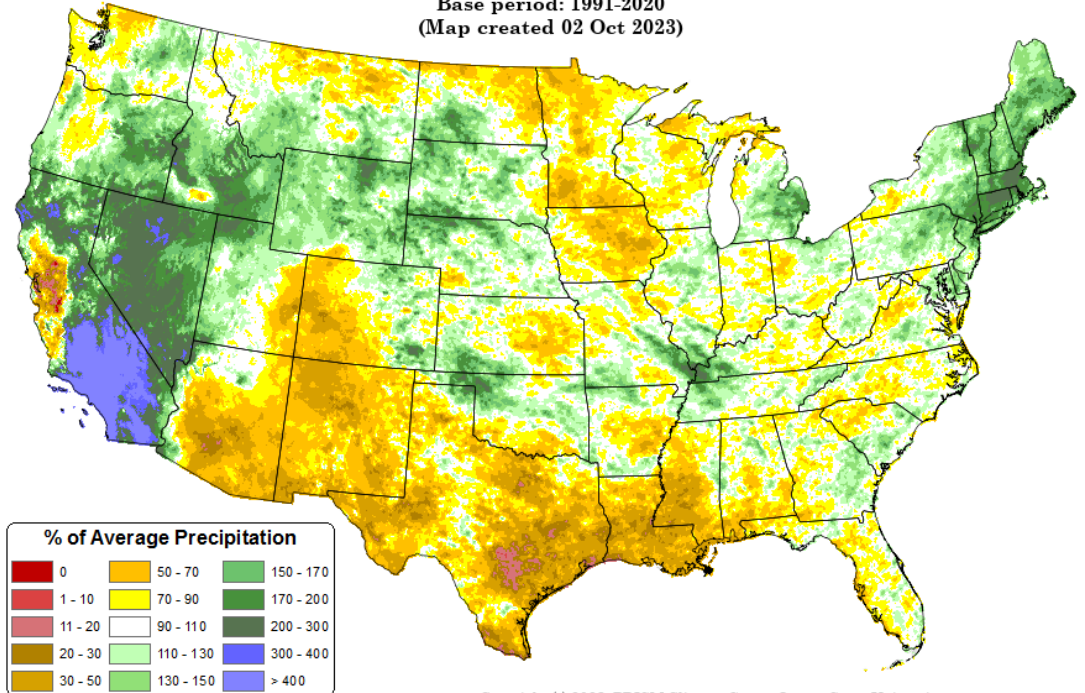 Base period: 1991-2020
(Map created 02 Oct 2023)
% of Average Precipitation
0
1 - 10
11 - 20
20 - 30
30 - 50
50 - 70
70 - 90
90 - 110
110 - 130
130 - 150
150 - 170
170 - 200
200 - 300
300 - 400
> 400